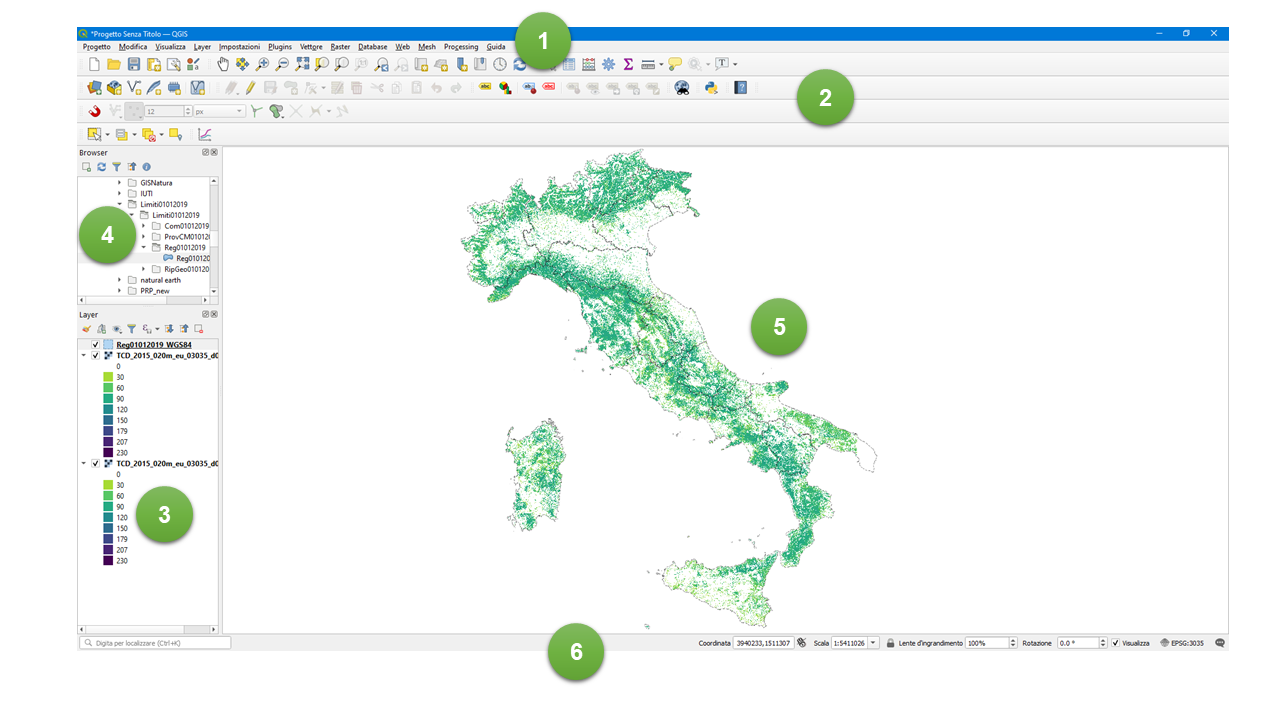 *Progetto Senza Titolo — QGIS
Progetto Modifica Visualizza Layer Impostazioni Plugins Vettore Raster Database Web Mesh Processing Guida
1
2
12 px
abc abc abc
Browser
GISNatura
IUTI
Limiti01012019
Limiti01012019
Com01012019
ProvCM01012
Reg01012019
Reg010120
RipGeo010120
natural earth
PRP_new
4
Layer
Reg01012019_WGS84
TCD_2015_020m_eu_03035_d0
0
30
60
90
120
150
179
207
230
TCD_2015_020m_eu_03035_d0
0
30
60
90
120
150
179
207
230
3
5
6
Digita per localizzare (Ctrl+K)
Coordinata 3940233,1511307 Scala 1:5411026 Lente d'ingrandimento 100% Rotazione 0.0 ° Visualizza EPSG:3035